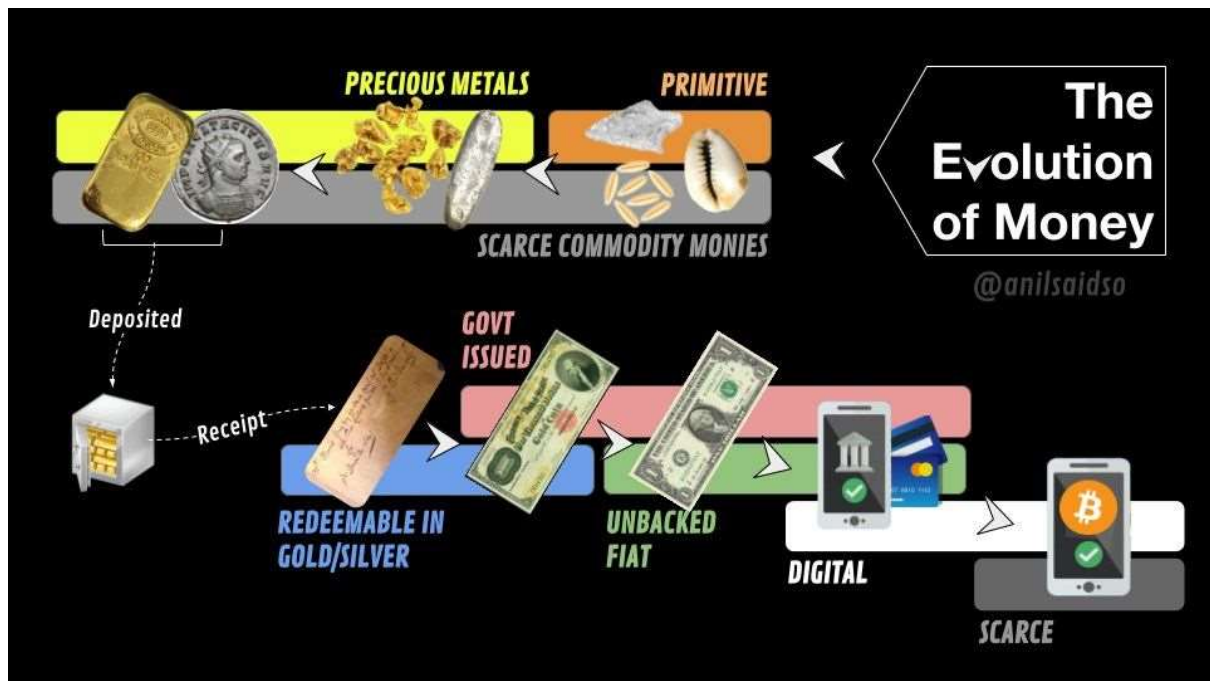 The
Evolution
of Money
@anilsaidso
PRIMITIVE
PRECIOUS METALS
SCARCE COMMODITY MONIES
Deposited
Receipt
GOVT
ISSUED
REDEEMABLE IN
GOLD/SILVER
UNBACKED
FIAT
DIGITAL
SCARCE